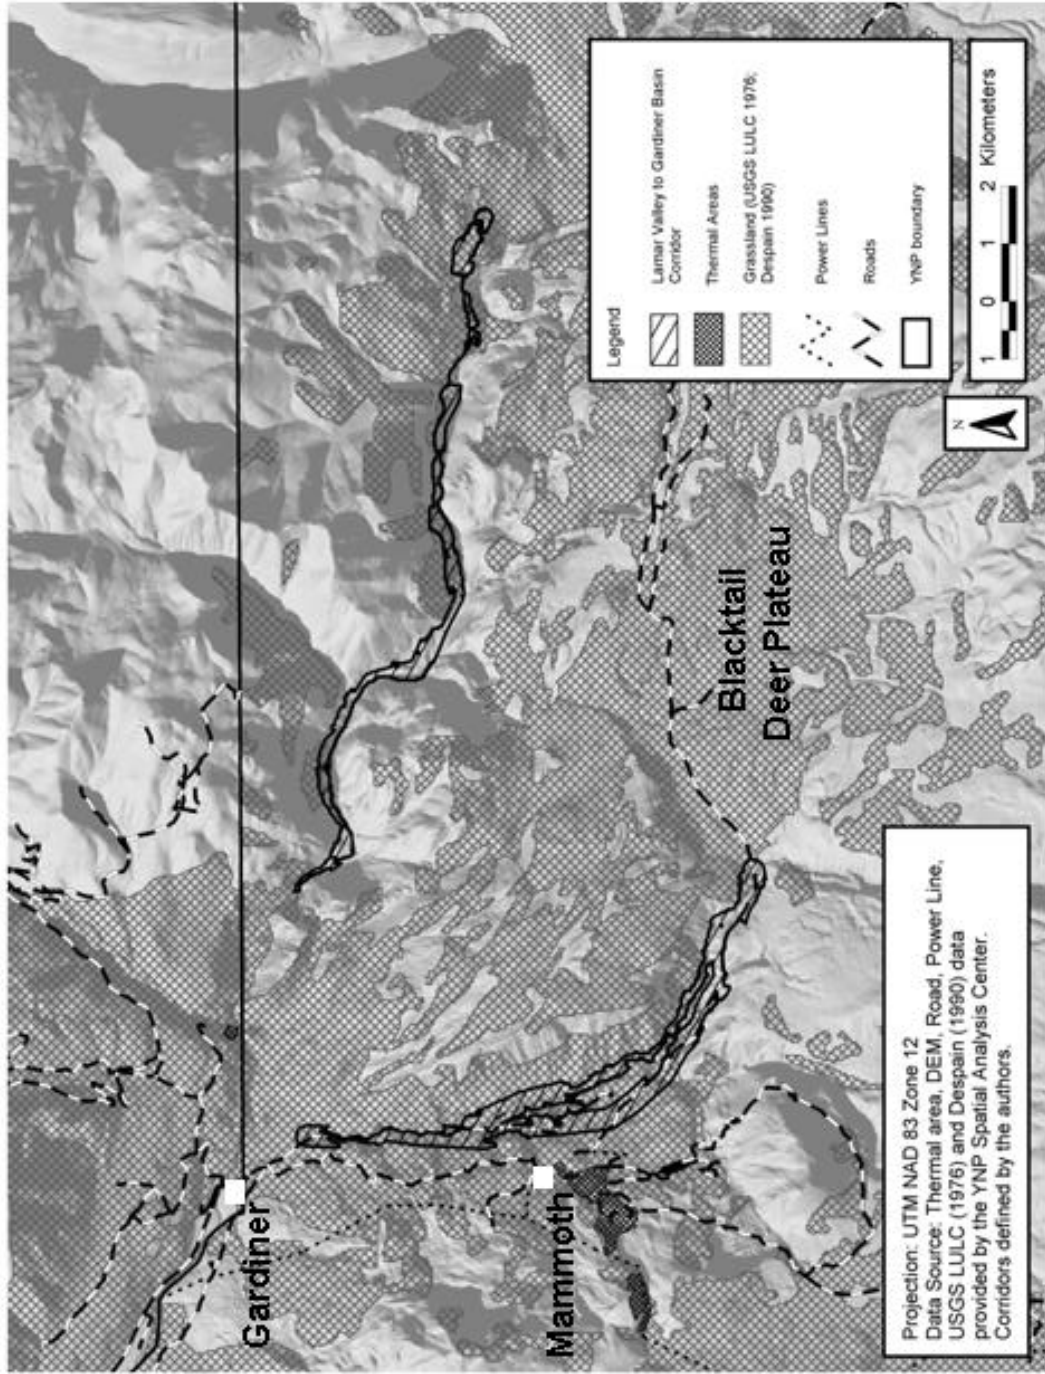 Gardiner
Mammoth
Blacktail
Deer Plateau
Legend
Lamar Valley to Gardiner Basin
Corridor
Thermal Areas
Grassland (USGS LULC 1976;
Despain 1990)
Power Lines
Roads
YNP boundary
N
1 0 1 2 Kilometers
Projection: UTM NAD 83 Zone 12
Data Source: Thermal area, DEM, Road, Power Line,
USGS LULC (1976) and Despain (1990) data
provided by the YNP Spatial Analysis Center.
Corridors defined by the authors.